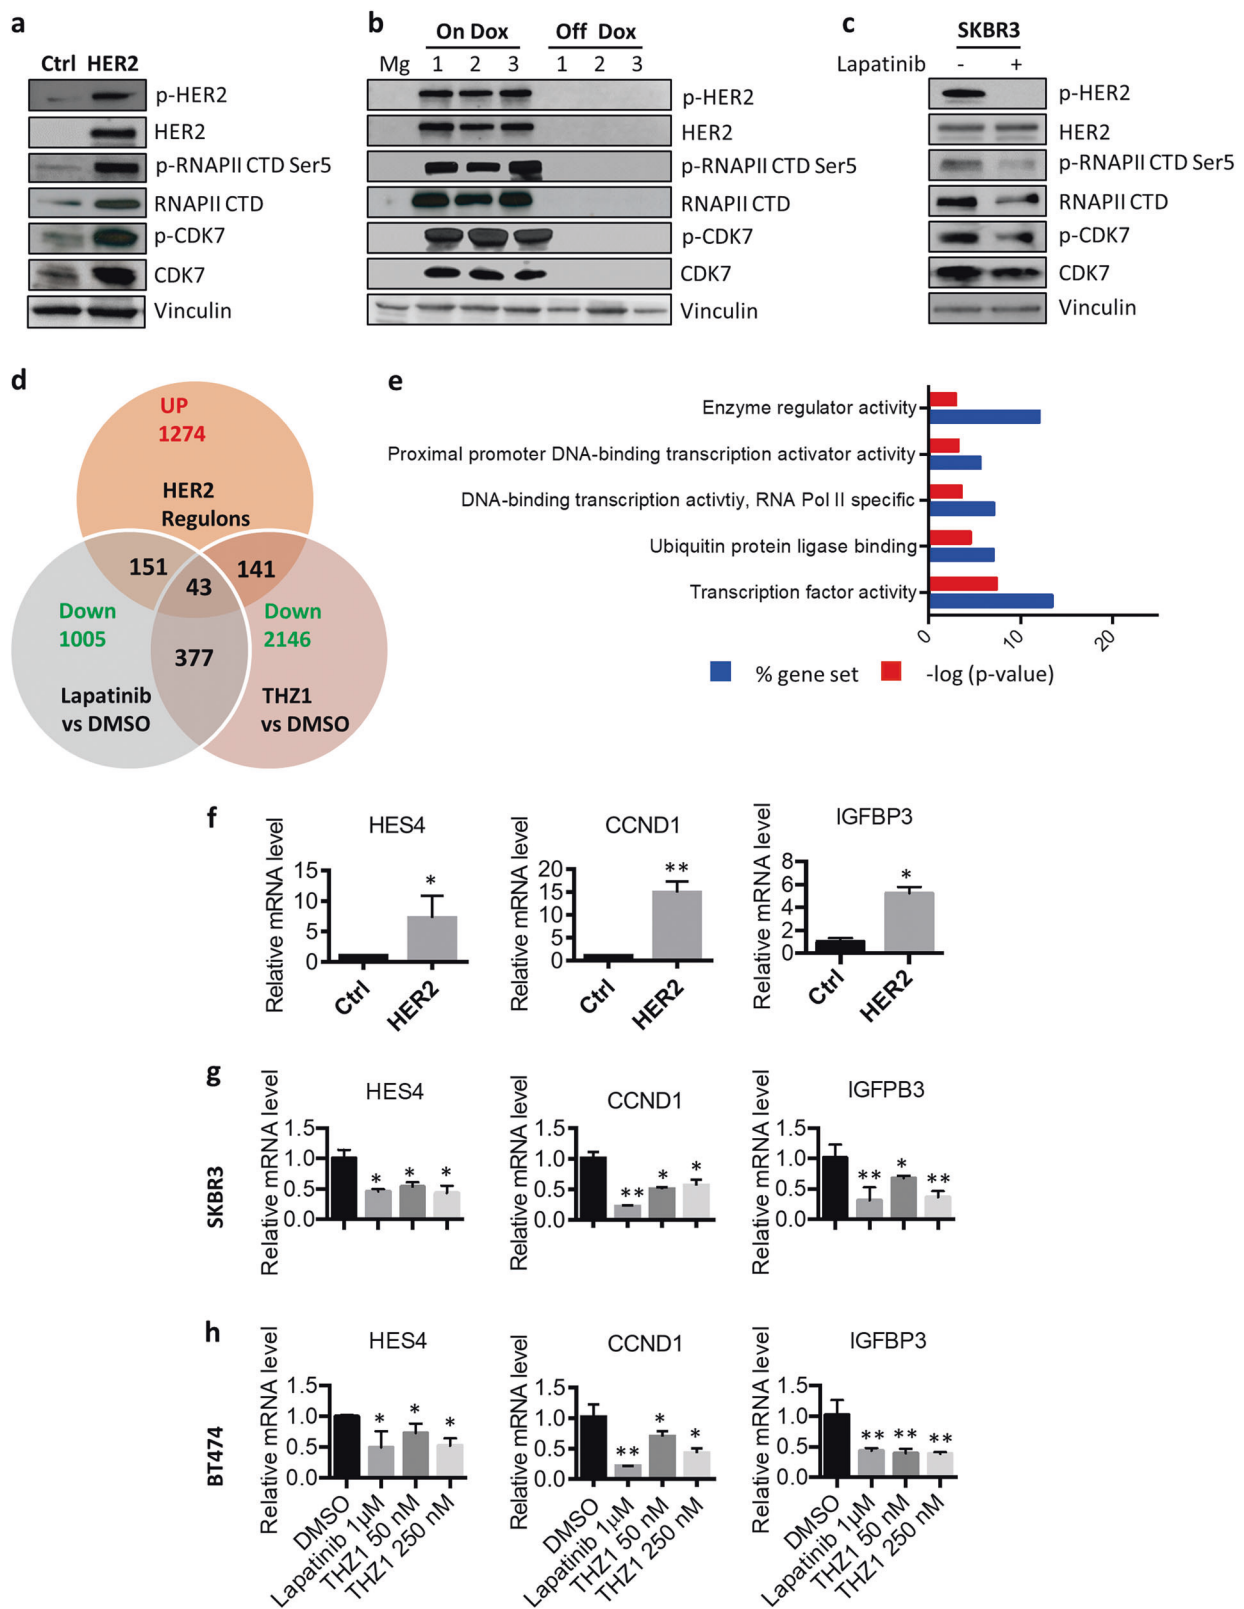 a
Ctrl HER2
p-HER2
HER2
p-RNAPII CTD Ser5
RNAPII CTD
p-CDK7
CDK7
Vinculin
b
On Dox Off Dox
Mg 1 2 3 1 2 3
p-HER2
HER2
p-RNAPII CTD Ser5
RNAPII CTD
p-CDK7
CDK7
Vinculin
c
SKBR3
Lapatinib - +
p-HER2
HER2
p-RNAPII CTD Ser5
RNAPII CTD
p-CDK7
CDK7
Vinculin
d
UP
1274
HER2
Regulons
151
43
141
Down
1005
Down
2146
377
Lapatinib
vs DMSO
THZ1
vs DMSO
e
Enzyme regulator activity
Proximal promoter DNA-binding transcription activator activity
DNA-binding transcription activtiy, RNA Pol II specific
Ubiquitin protein ligase binding
Transcription factor activity
0 10 20
% gene set -log (p-value)
f
HES4
Relative mRNA level
15
10
5
0
*
Ctrl
HER2
CCND1
Relative mRNA level
20
15
10
5
0
**
Ctrl
HER2
IGFBP3
Relative mRNA level
8
6
4
2
0
*
Ctrl
HER2
g
SKBR3
HES4
Relative mRNA level
1.5
1.0
0.5
0.0
* * *
CCND1
Relative mRNA level
1.5
1.0
0.5
0.0
** * *
IGFPB3
Relative mRNA level
1.5
1.0
0.5
0.0
** * **
h
BT474
HES4
Relative mRNA level
1.5
1.0
0.5
0.0
* * *
DMSO
Lapatinib 1μM
THZ1 50 nM
THZ1 250 nM
CCND1
Relative mRNA level
1.5
1.0
0.5
0.0
** * *
DMSO
Lapatinib 1μM
THZ1 50 nM
THZ1 250 nM
IGFBP3
Relative mRNA level
1.5
1.0
0.5
0.0
** ** **
DMSO
Lapatinib 1μM
THZ1 50 nM
THZ1 250 nM